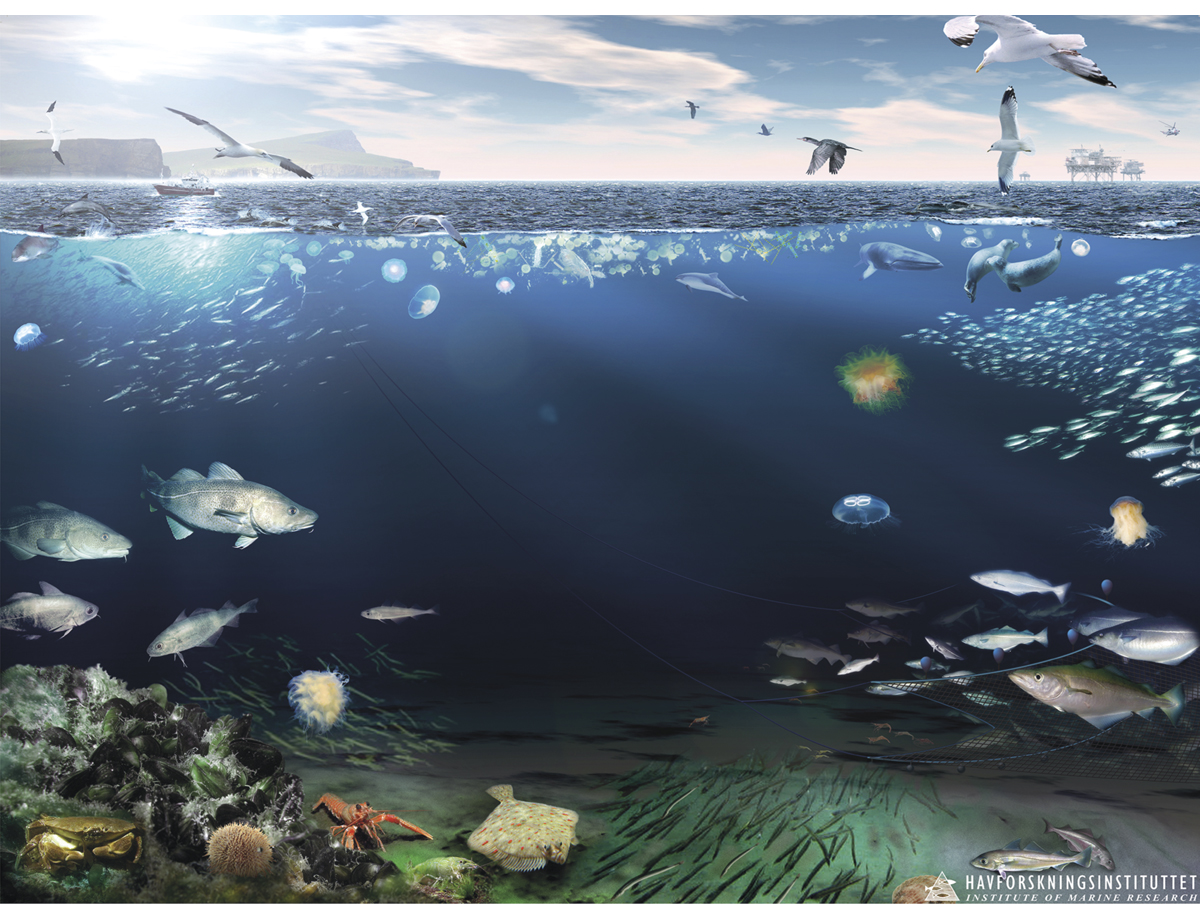 HAVFORSKNINGSINSTITUTTET
INSTITUTE OF MARINE RESEARCH